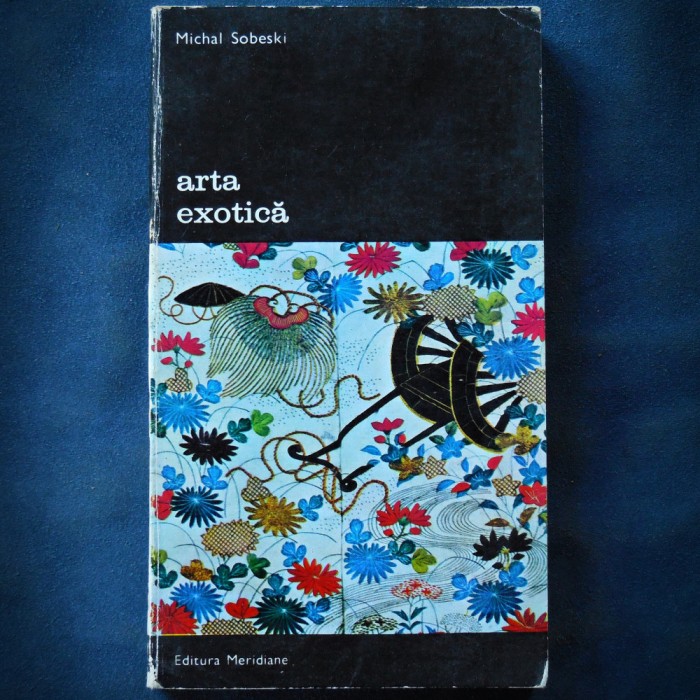 Michal Sobeski
arta
exotică
Editura Meridiane